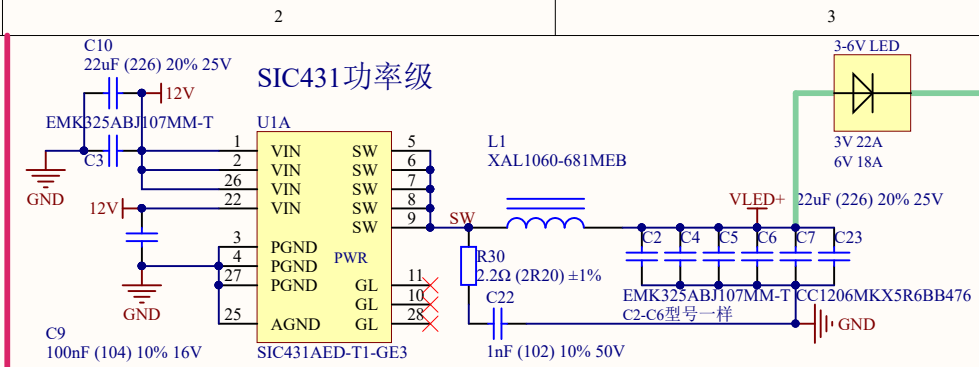 2
3
C10
22uF (226) 20% 25V
12V
EMK325ABJ107MM-T
C3
GND
12V
GND
C9
100nF (104) 10% 16V
SIC431功率级
U1A
1 VIN SW 5
2 VIN SW 6
26 VIN SW 7
22 VIN SW 8
SW 9
3 PGND
4 PGND PWR
27 PGND GL 11
GL 10
25 AGND GL 28
SIC431AED-T1-GE3
SW
L1
XAL1060-681MEB
R30
2.2Ω (2R20) ±1%
C22
1nF (102) 10% 50V
3-6V LED
3V 22A
6V 18A
VLED+
22uF (226) 20% 25V
C2 C4 C5 C6 C7 C23
EMK325ABJ107MM-T
CC1206MKX5R6BB476
C2-C6型号一样
GND